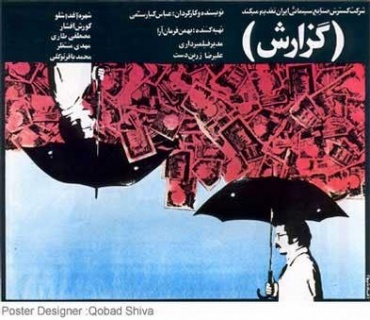 شرکت گسترش صنایع سینمائی ایران تقدیم میکند
(گزارش)
نویسنده و کارگردان: عباس کیارستمی
تهیه کننده: بهمن فرمان آرا
مدیر فیلمبرداری
علیرضا زرین دست
شهره آغداشلو
کورش افشار
مصطفی طاری
مهدی منتظر
محمد باقر توکلی
Poster Designer :Qobad Shiva